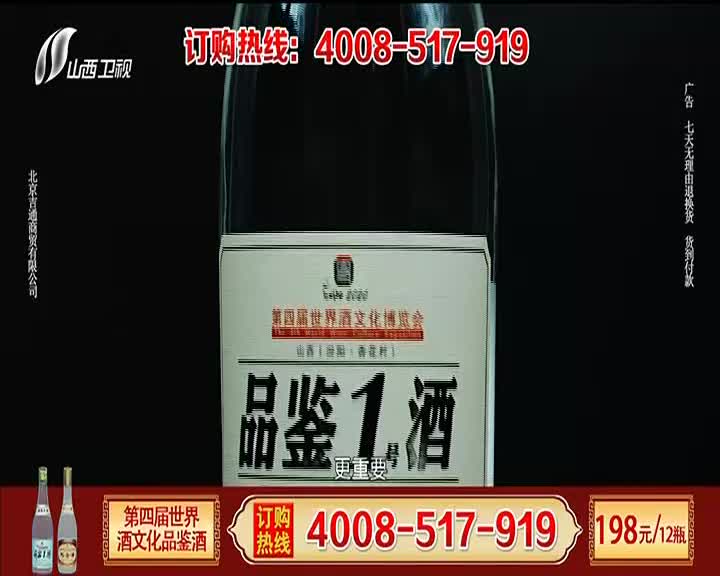 订购热线：4008-517-919
山西卫视
广告 七天无理由退换货 货到付款
北京吉通商贸有限公司
第四届世界酒文化博览会
山西（汾阳·杏花村）
品鉴1号酒
更重要
第四届世界
酒文化品鉴酒
订购
热线
4008-517-919
198元/12瓶